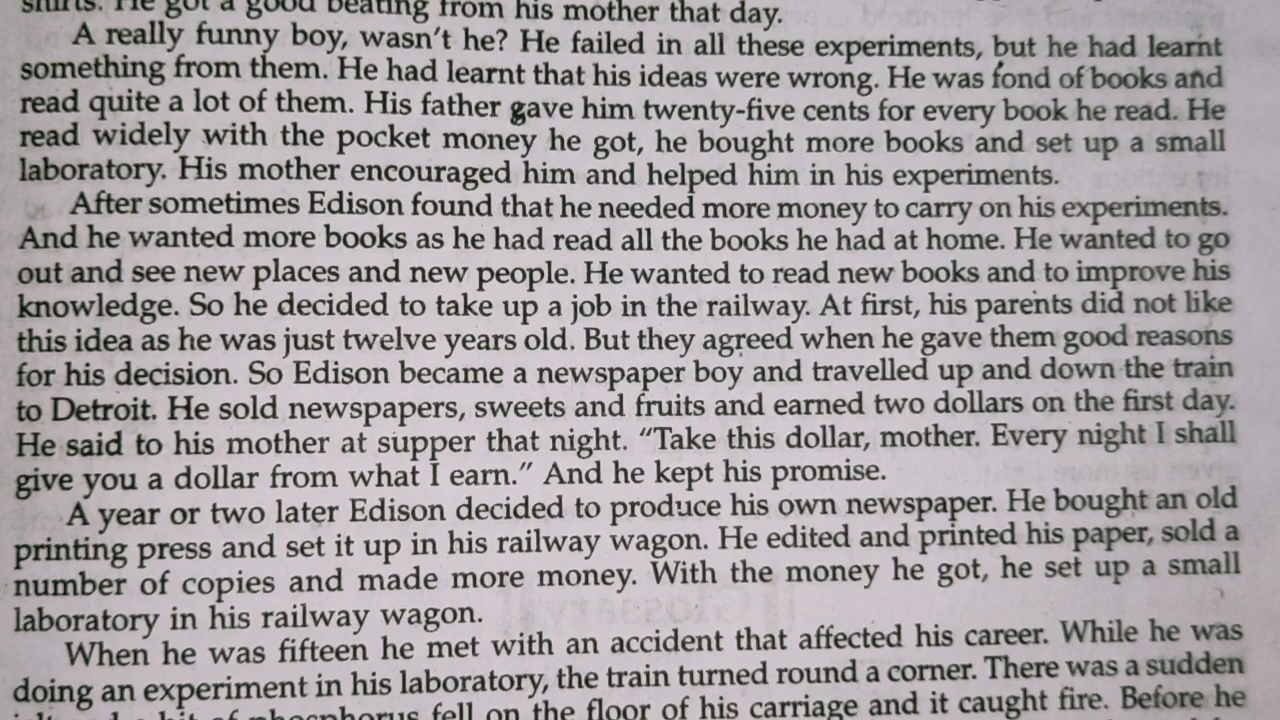 shirts. He got a good beating from his mother that day.
A really funny boy, wasn't he? He failed in all these experiments, but he had learnt
something from them. He had learnt that his ideas were wrong. He was fond of books and
read quite a lot of them. His father gave him twenty-five cents for every book he read. He
read widely with the pocket money he got, he bought more books and set up a small
laboratory. His mother encouraged him and helped him in his experiments.
After sometimes Edison found that he needed more money to carry on his experiments.
And he wanted more books as he had read all the books he had at home. He wanted to go
out and see new places and new people. He wanted to read new books and to improve his
knowledge. So he decided to take up a job in the railway. At first, his parents did not like
this idea as he was just twelve years old. But they agreed when he gave them good reasons
for his decision. So Edison became a newspaper boy and travelled up and down the train
to Detroit. He sold newspapers, sweets and fruits and earned two dollars on the first day.
He said to his mother at supper that night. "Take this dollar, mother. Every night I shall
give you a dollar from what I earn." And he kept his promise.
A year or two later Edison decided to produce his own newspaper. He bought an old
printing press and set it up in his railway wagon. He edited and printed his paper, sold a
number of copies and made more money. With the money he got, he set up a small
laboratory in his railway wagon.
When he was fifteen he met with an accident that affected his career. While he was
doing an experiment in his laboratory, the train turned round a corner. There was a sudden
jolt and a bit of phosphorus fell on the floor of his carriage and it caught fire. Before he